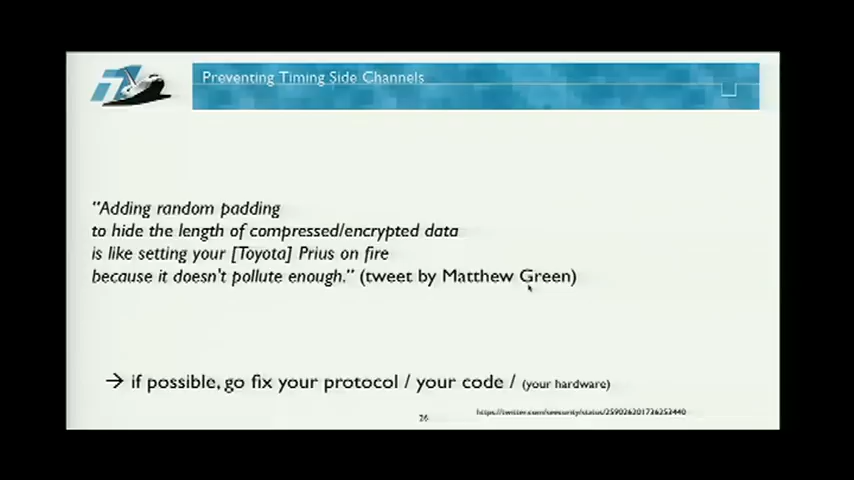 Preventing Timing Side Channels
“Adding random padding
to hide the length of compressed/encrypted data
is like setting your [Toyota] Prius on fire
because it doesn't pollute enough.” (tweet by Matthew Green)
→ if possible, go fix your protocol / your code / (your hardware)
26